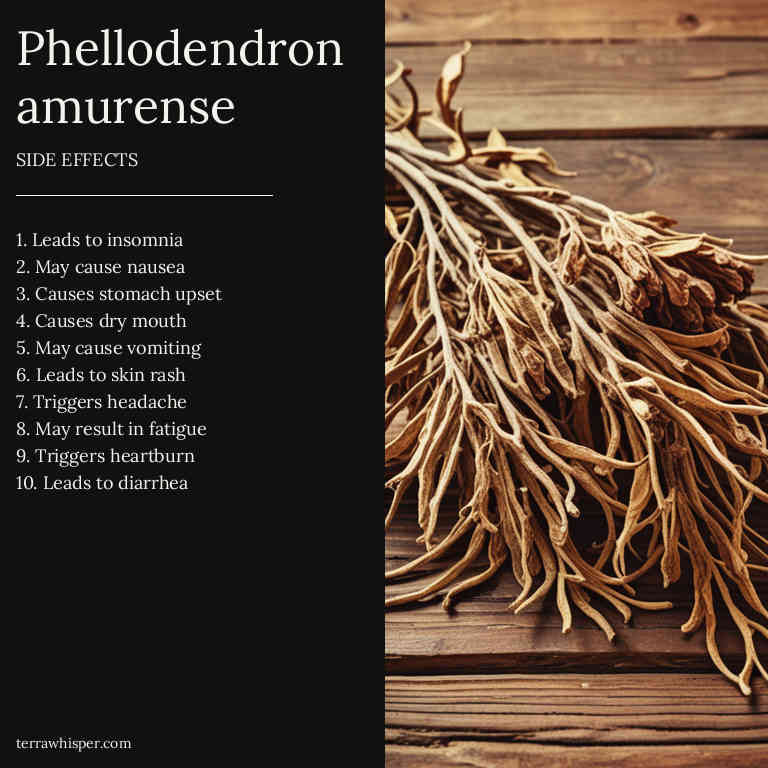 Phellodendron
amurense
SIDE EFFECTS
1. Leads to insomnia
2. May cause nausea
3. Causes stomach upset
4. Causes dry mouth
5. May cause vomiting
6. Leads to skin rash
7. Triggers headache
8. May result in fatigue
9. Triggers heartburn
10. Leads to diarrhea
terrawhisper.com